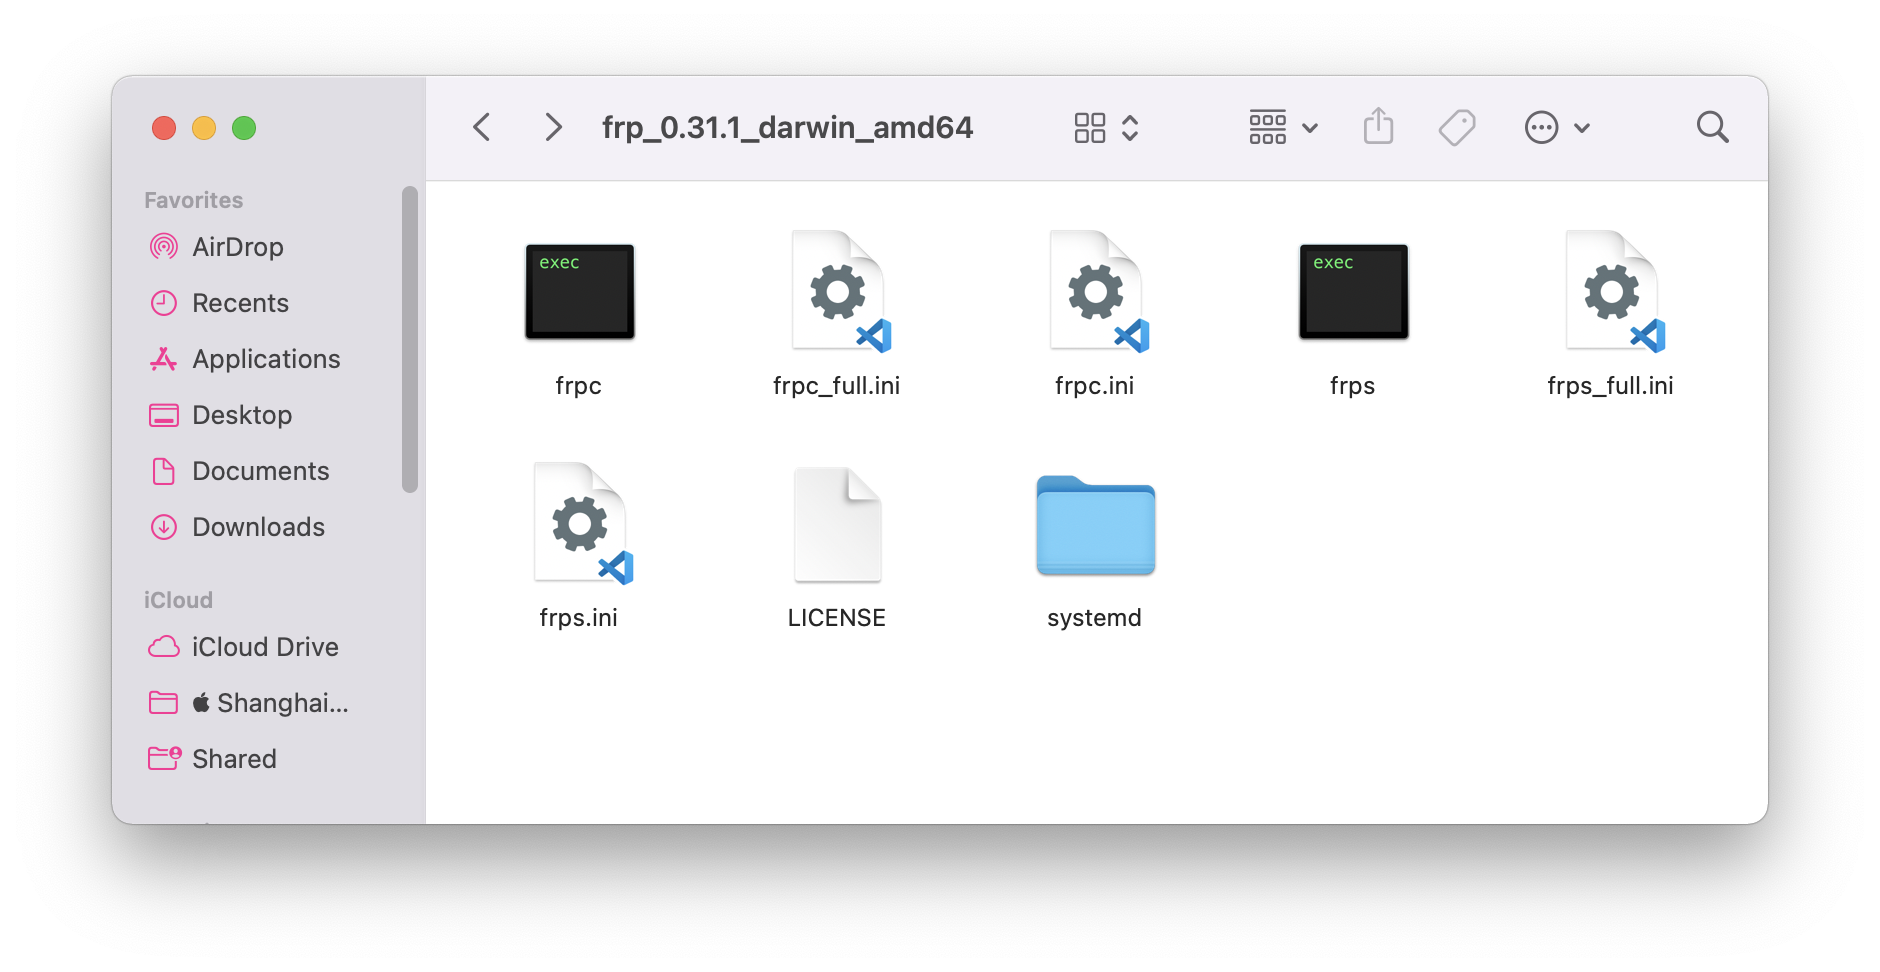 frp_0.31.1_darwin_amd64
Favorites
AirDrop
Recents
Applications
Desktop
Documents
Downloads
iCloud
iCloud Drive
Shanghai...
Shared
exec
frpc
frpc_full.ini
frpc.ini
exec
frps
frps_full.ini
frps.ini
LICENSE
systemd